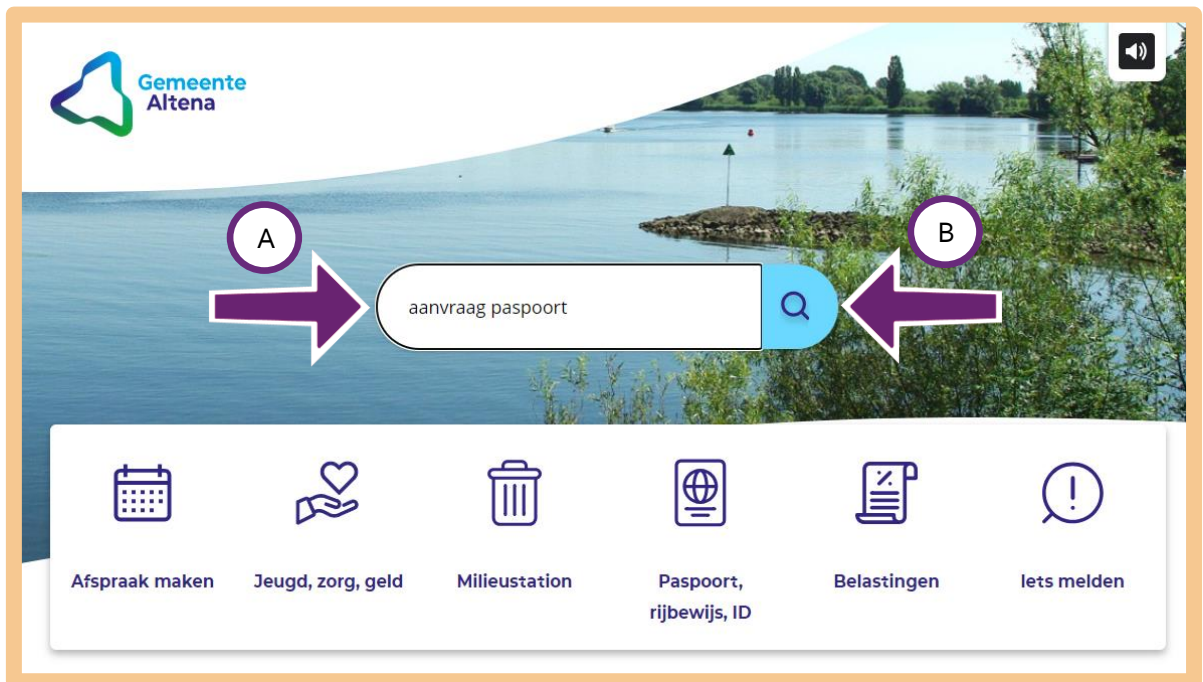 Gemeente
Altena
A
B
aanvraag paspoort
Afspraak maken
Jeugd, zorg, geld
Milieustation
Paspoort,
rijbewijs, ID
Belastingen
Iets melden